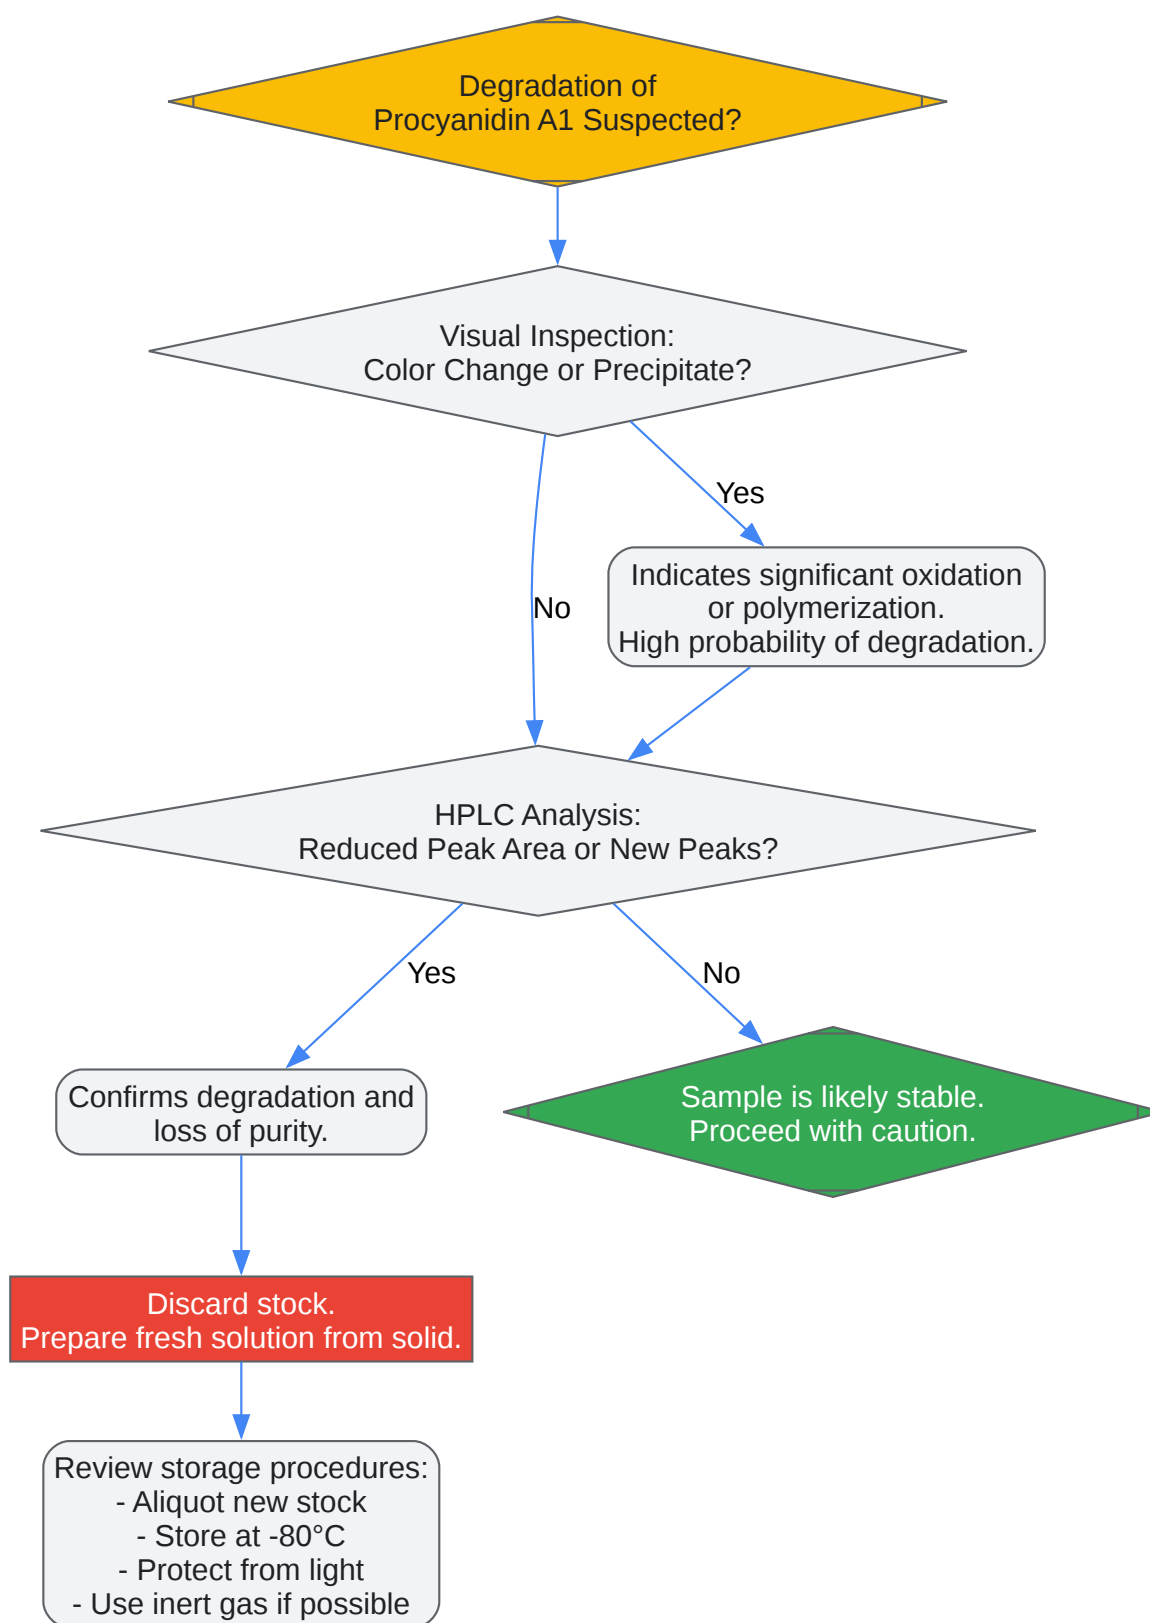 Degradation of
Procyanidin A1 Suspected?
Visual Inspection:
Color Change or Precipitate?
Yes
Indicates significant oxidation
or polymerization.
High probability of degradation.
No
HPLC Analysis:
Reduced Peak Area or New Peaks?
Yes
No
Confirms degradation and
loss of purity.
Sample is likely stable.
Proceed with caution.
Discard stock.
Prepare fresh solution from solid.
Review storage procedures:
- Aliquot new stock
- Store at -80°C
- Protect from light
- Use inert gas if possible